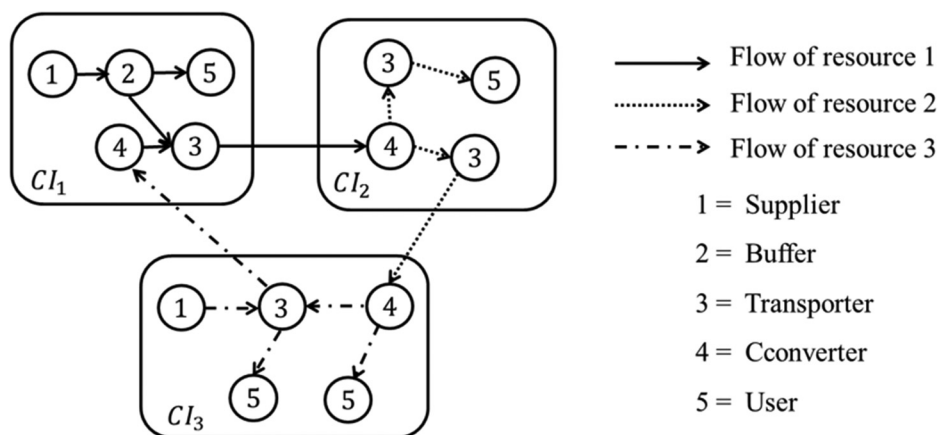 1 2 5
4 3
CI₁
3
5
4
3
CI₂
1 3 4
5 5
CI₃
Flow of resource 1
Flow of resource 2
Flow of resource 3
1 = Supplier
2 = Buffer
3 = Transporter
4 = Cconverter
5 = User